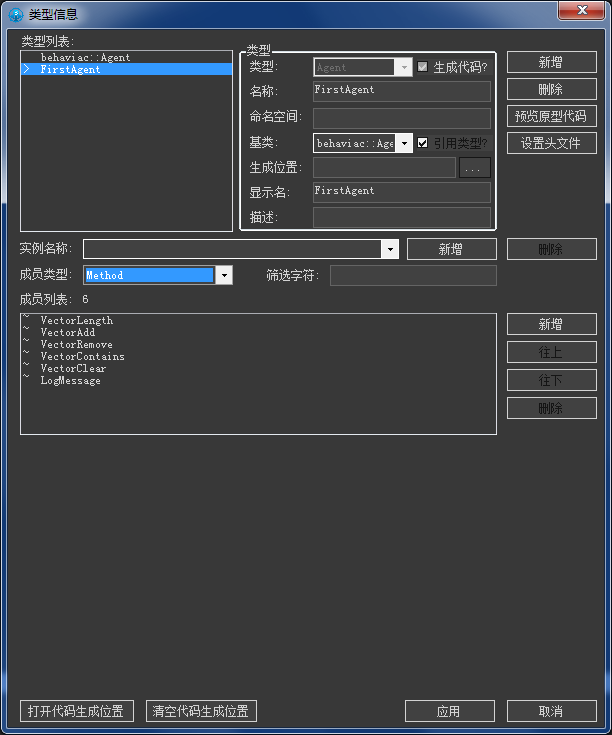 类型信息
类型列表:
behaviac::Agent
> FirstAgent
类型
类型: Agent 生成代码?
名称: FirstAgent
命名空间:
基类: behaviac::Age 引用类型?
生成位置: ...
显示名: FirstAgent
描述:
新增
删除
预览原型代码
设置头文件
实例名称: 新增 删除
成员类型: Method 筛选字符:
成员列表: 6
~ VectorLength
~ VectorAdd
~ VectorRemove
~ VectorContains
~ VectorClear
~ LogMessage
新增
往上
往下
删除
打开代码生成位置 清空代码生成位置 应用 取消